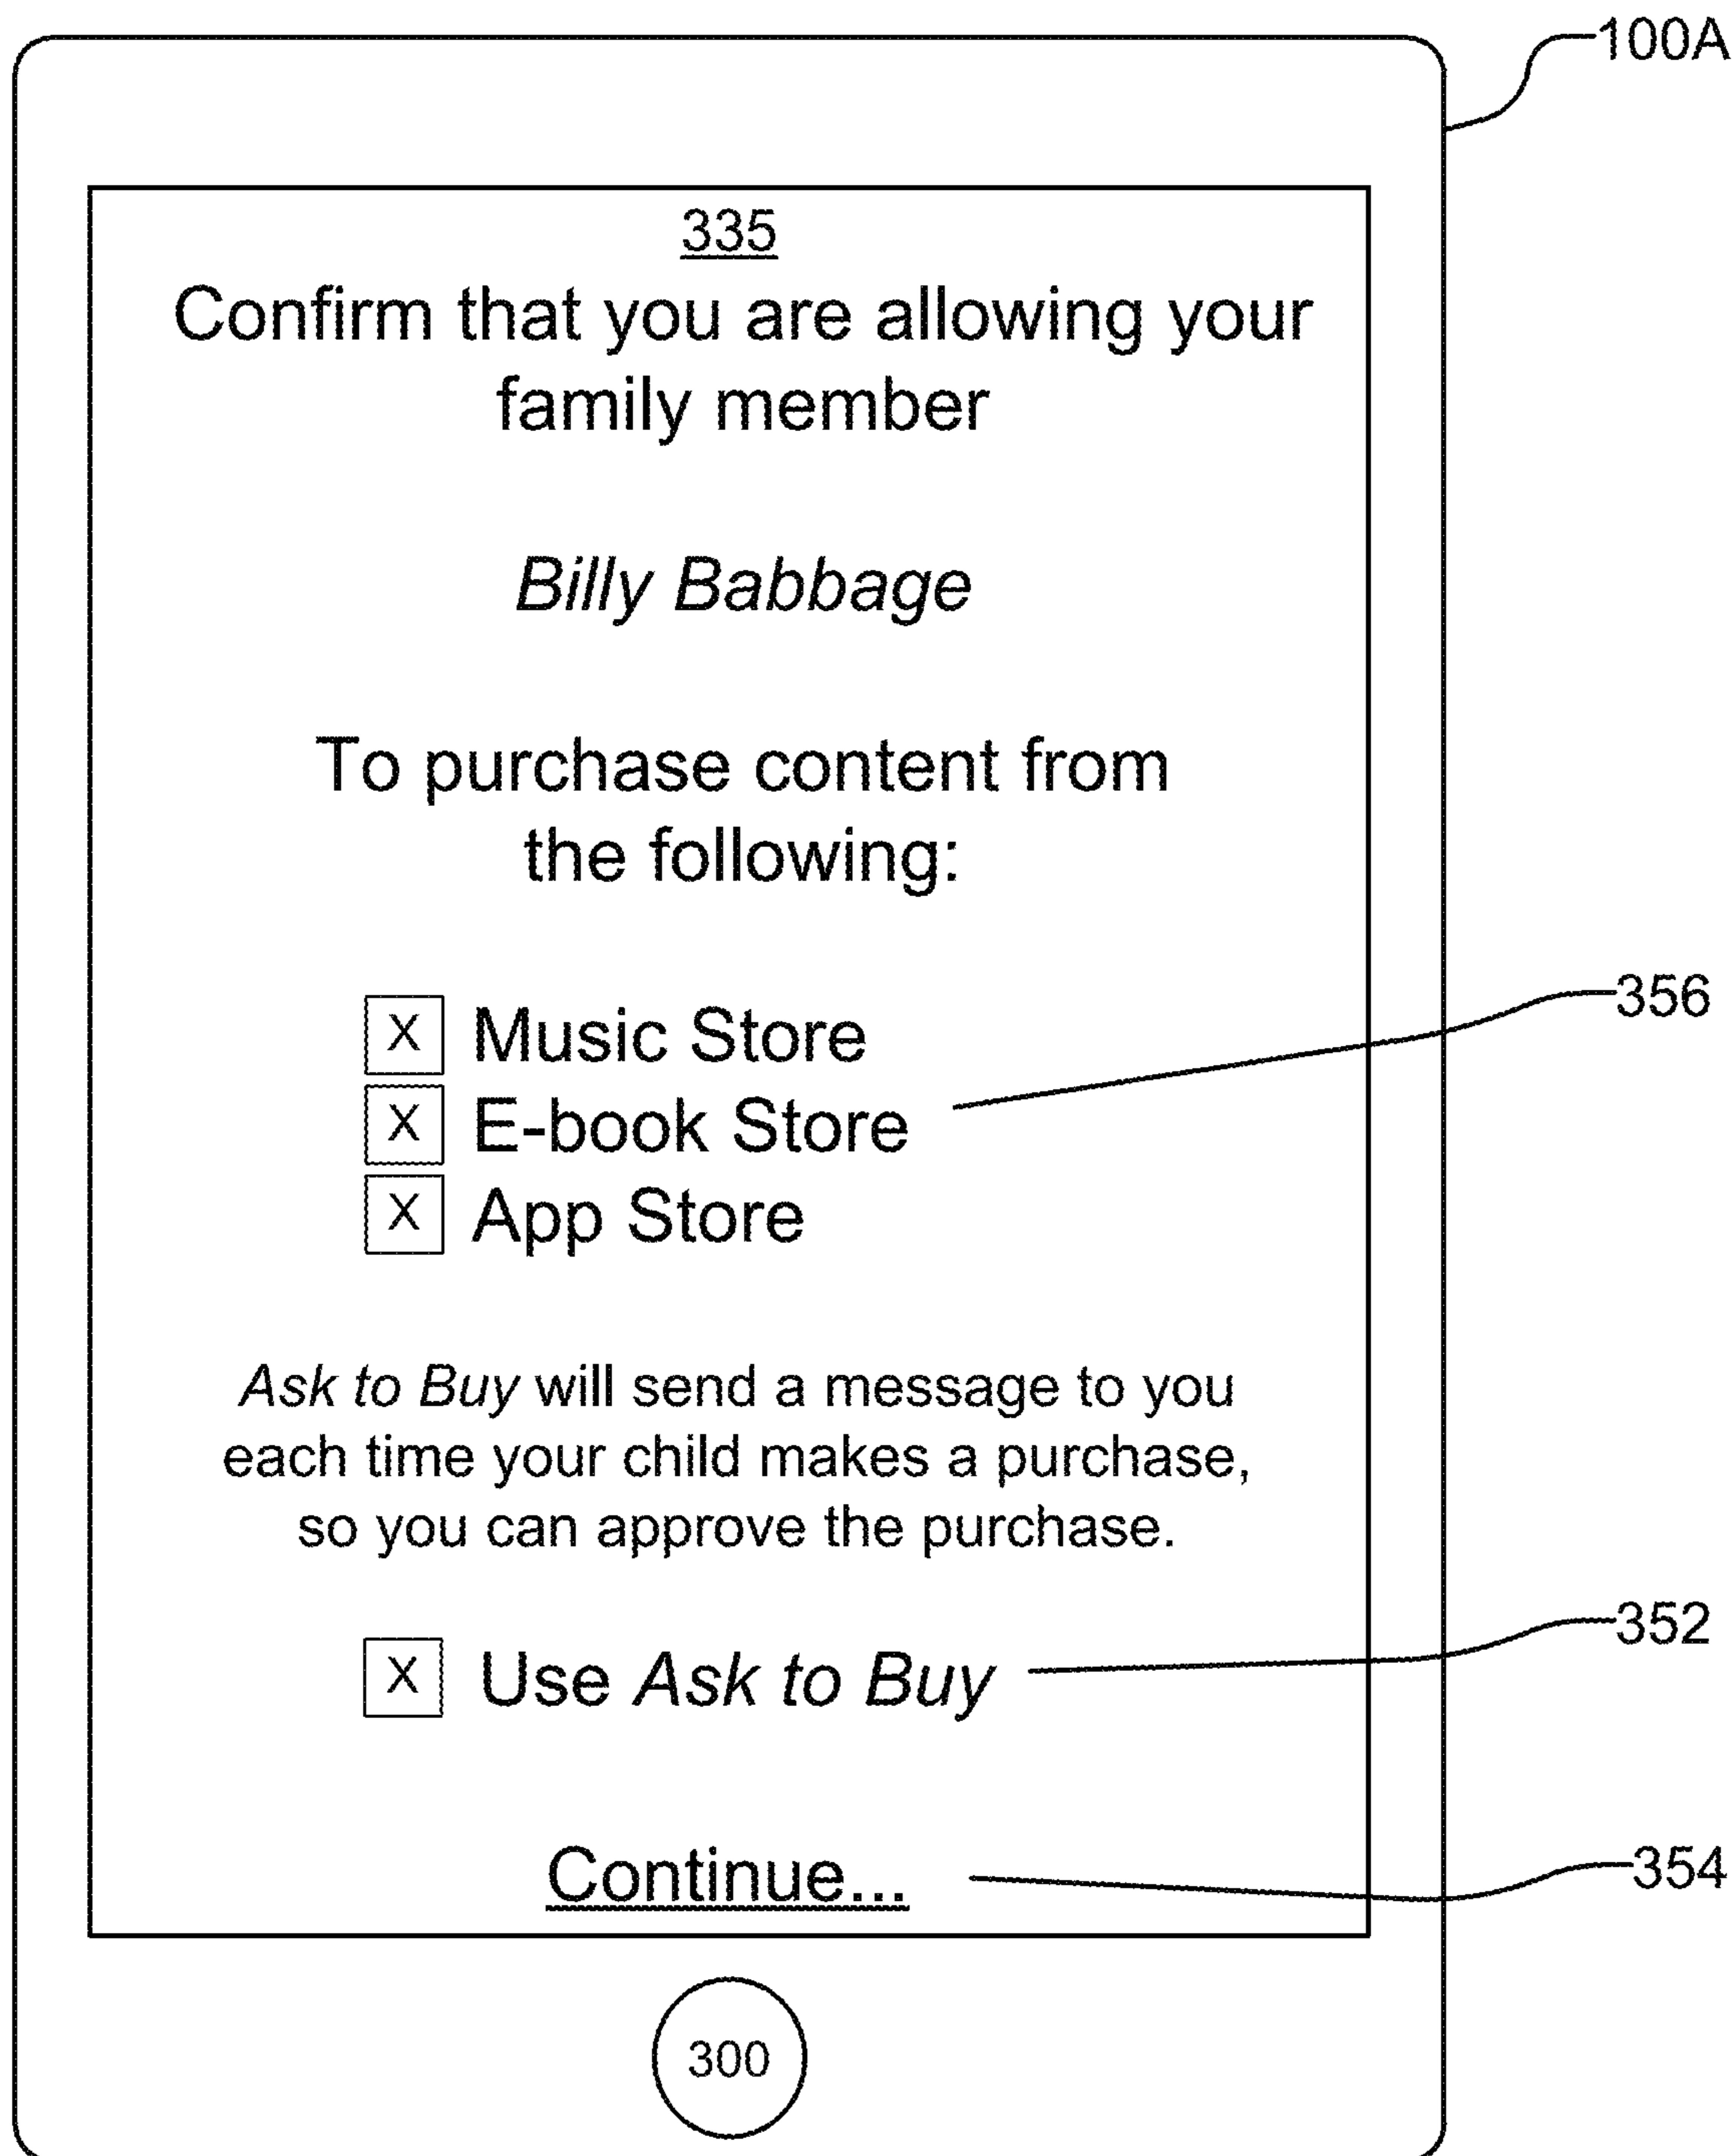 100A
335
Confirm that you are allowing your
family member
Billy Babbage
To purchase content from
the following:
X Music Store
356
X E-book Store
X App Store
Ask to Buy will send a message to you
each time your child makes a purchase,
so you can approve the purchase.
352
X Use Ask to Buy
354
Continue...
300